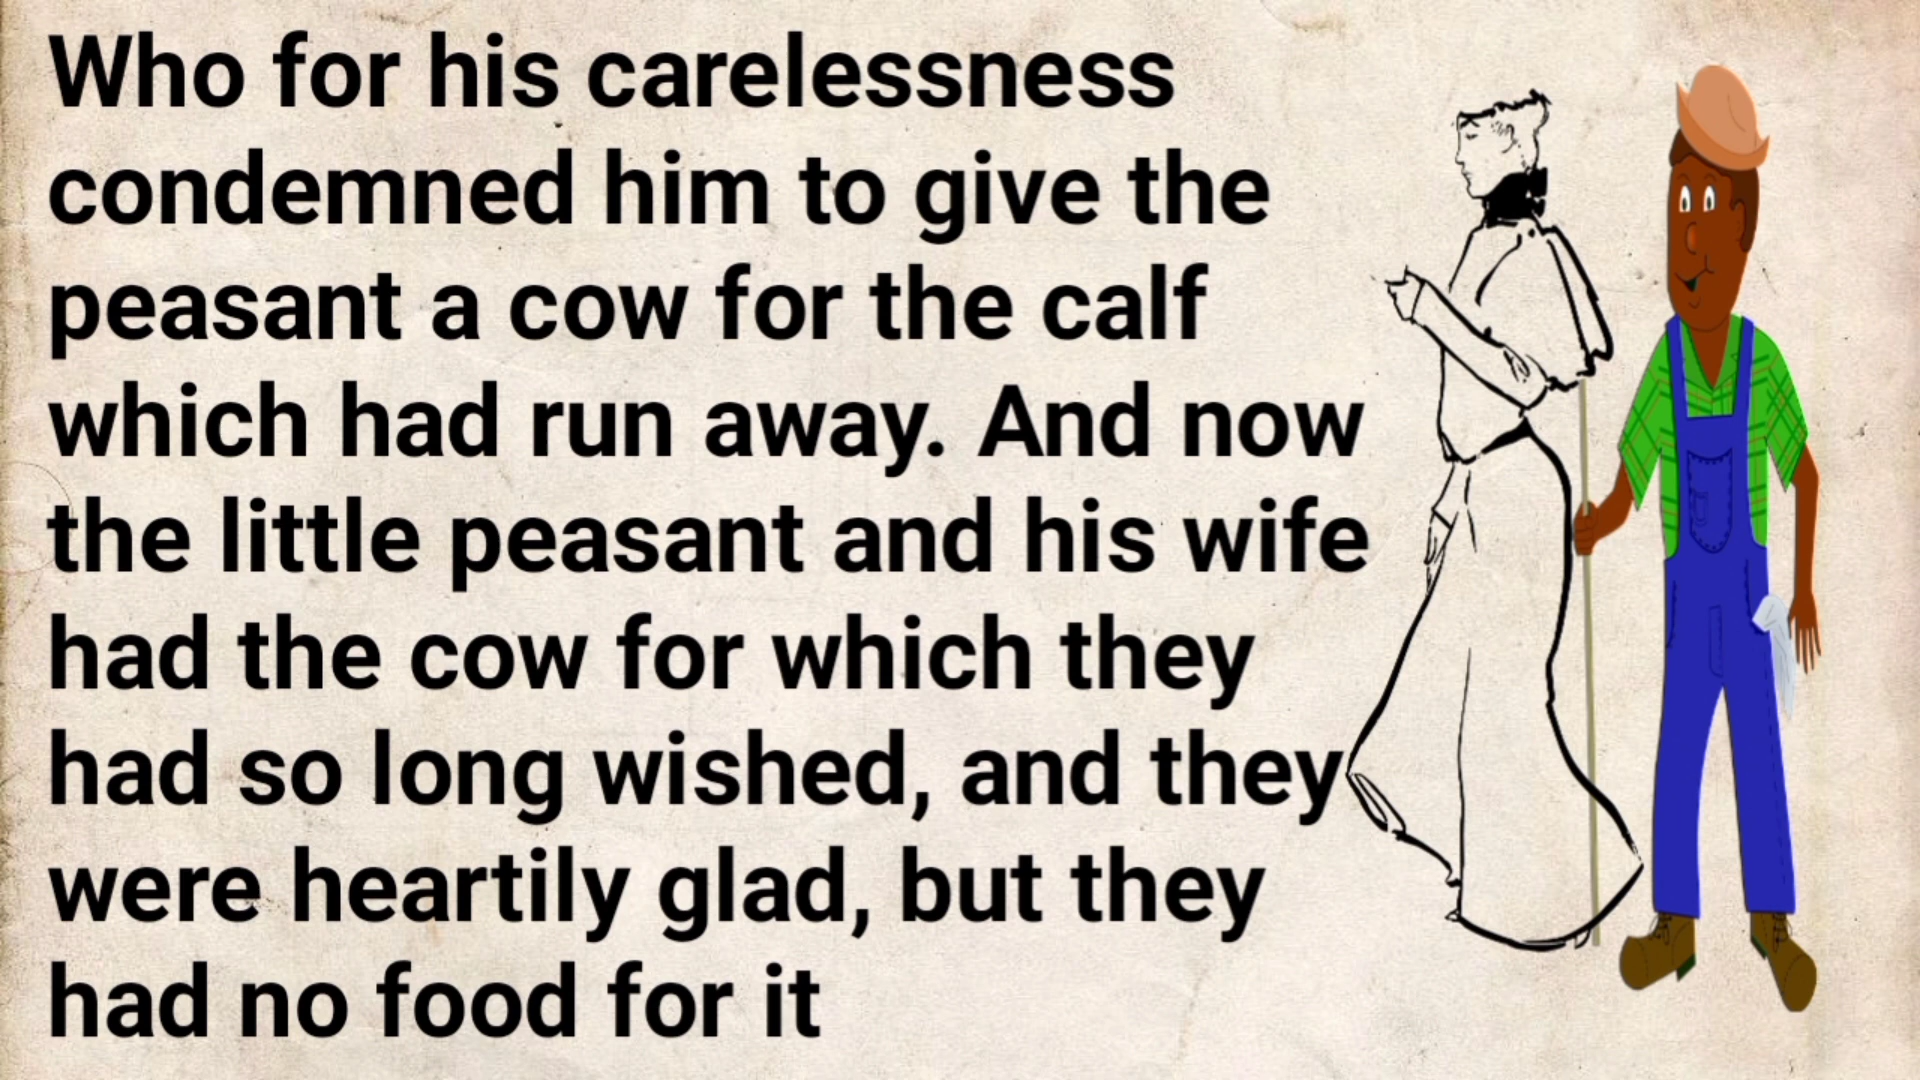 Who for his carelessness
condemned him to give the
peasant a cow for the calf
which had run away. And now
the little peasant and his wife
had the cow for which they
had so long wished, and they
were heartily glad, but they
had no food for it